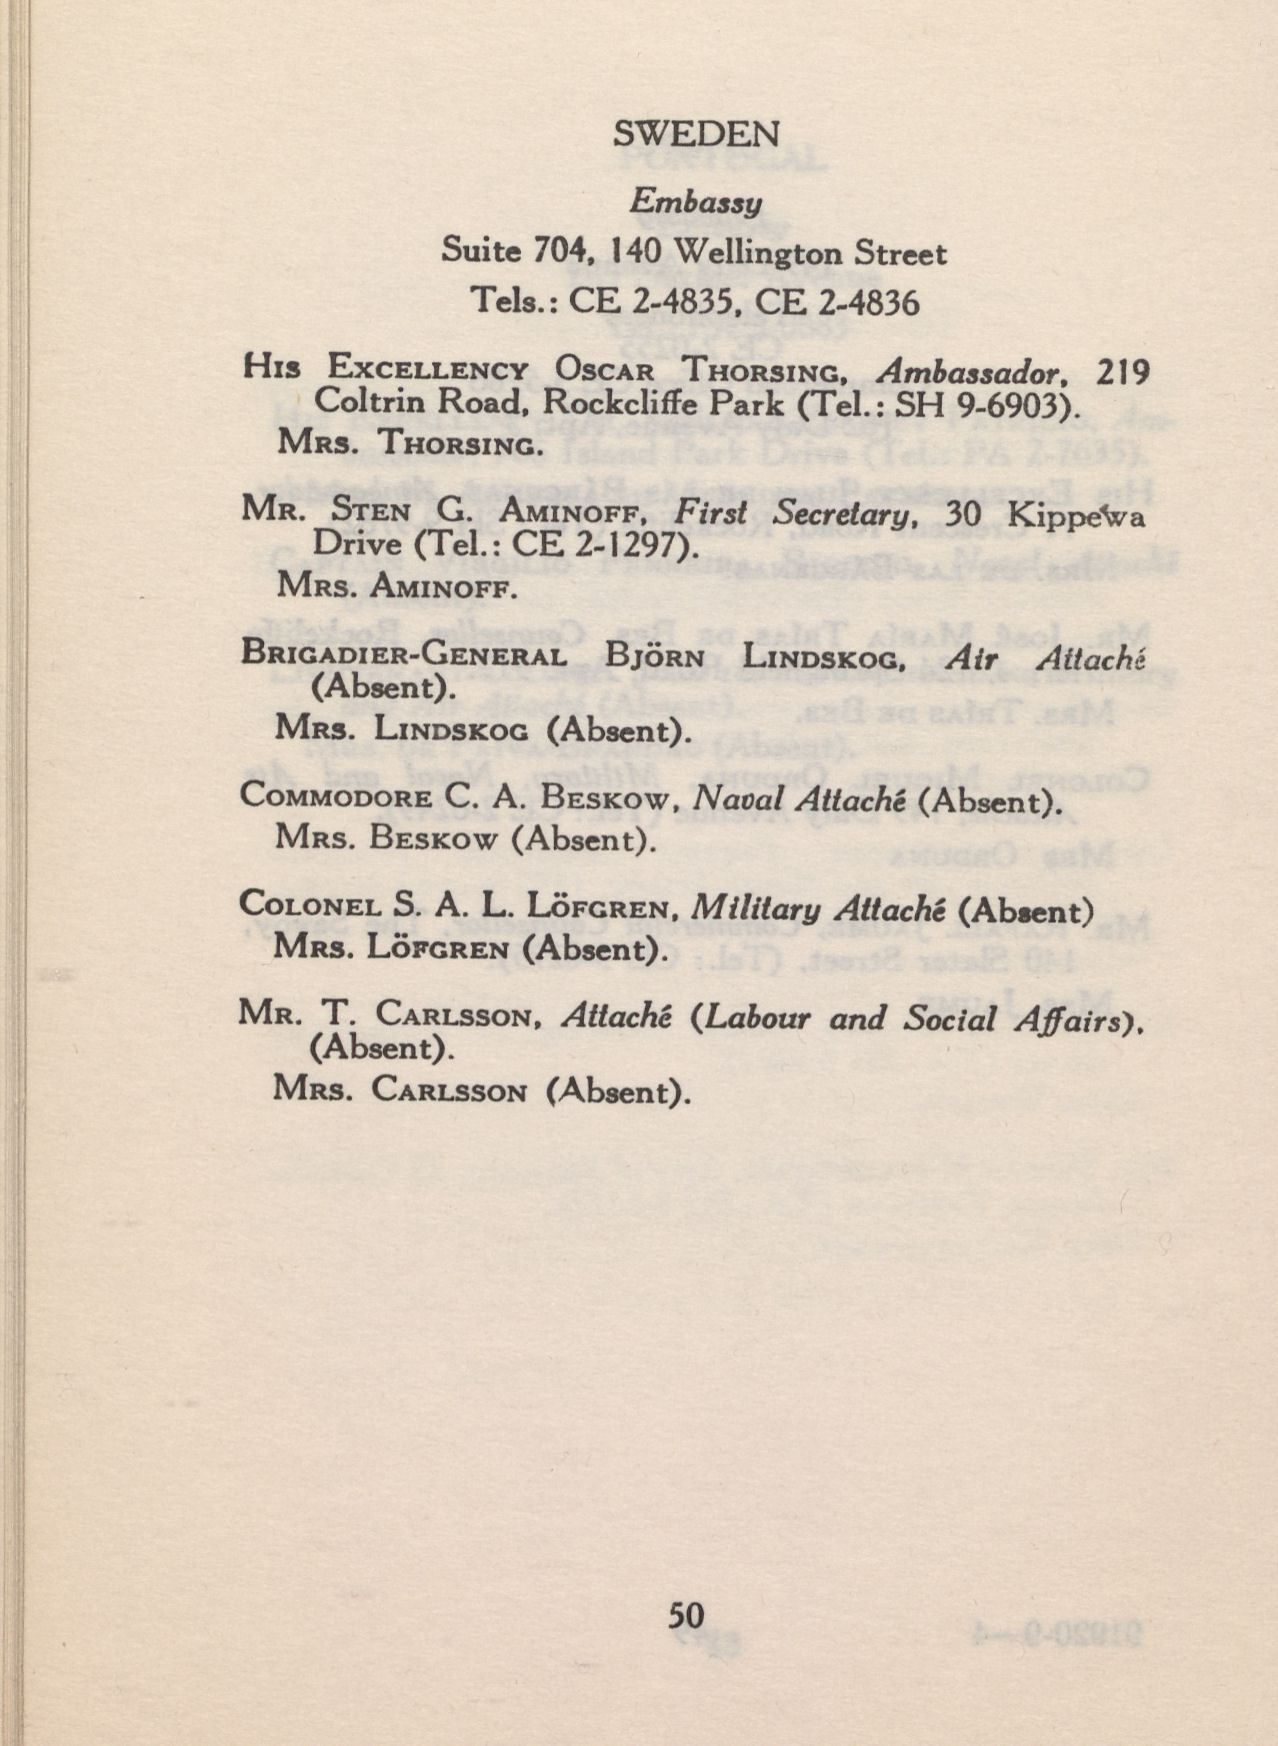 SWEDEN
Embassy
Suite 704, 140 Wellington Street
Tels.: CE 2-4835, CE 2-4836
HIS EXCELLENCY OSCAR THORSING, Ambassador, 219
Coltrin Road, Rockcliffe Park (Tel.: SH 9-6903).
MRS. THORSING.
MR. STEN G. AMINOFF, First Secretary, 30 Kippewa
Drive (Tel.: CE 2-1297).
MRS. AMINOFF.
BRIGADIER-GENERAL BJÖRN LINDSKOG, Air Attaché
(Absent).
MRS. LINDSKOG (Absent).
COMMODORE C. A. BESKOW, Naval Attaché (Absent).
MRS. BESKOW (Absent).
COLONEL S. A. L. LÖFGREN, Military Attaché (Absent)
MRS. LÖFGREN (Absent).
MR. T. CARLSSON, Attaché (Labour and Social Affairs),
(Absent).
MRS. CARLSSON (Absent).
50